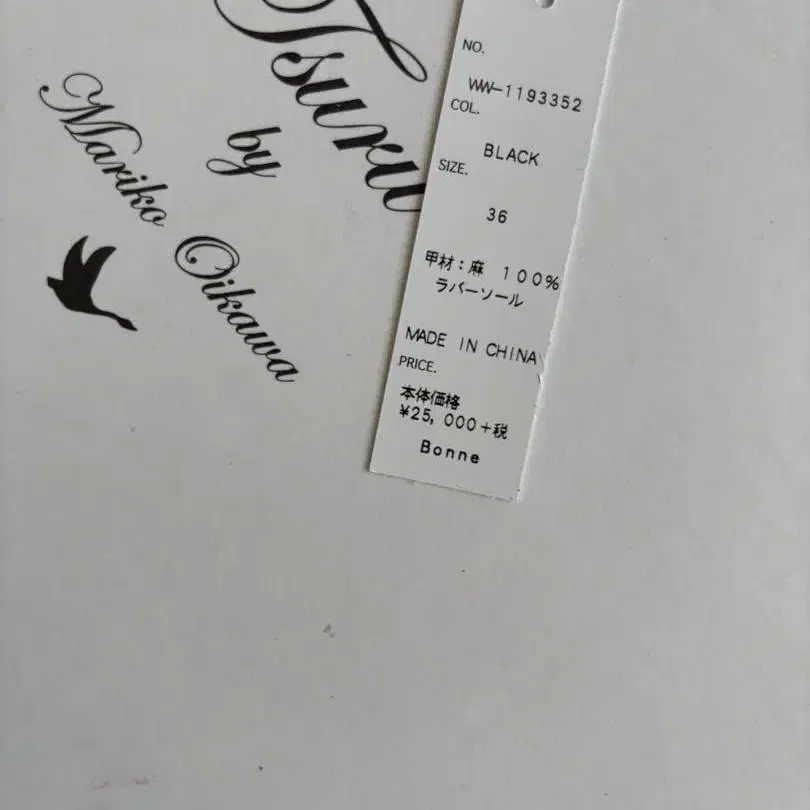 Tsuru
by
Mariko Oikawa
NO.
WW-1193352
COL.
BLACK
SIZE.
36
甲材：麻 100%
ラバーソール
MADE IN CHINA
PRICE.
本体価格
¥25,000+税
Bonne